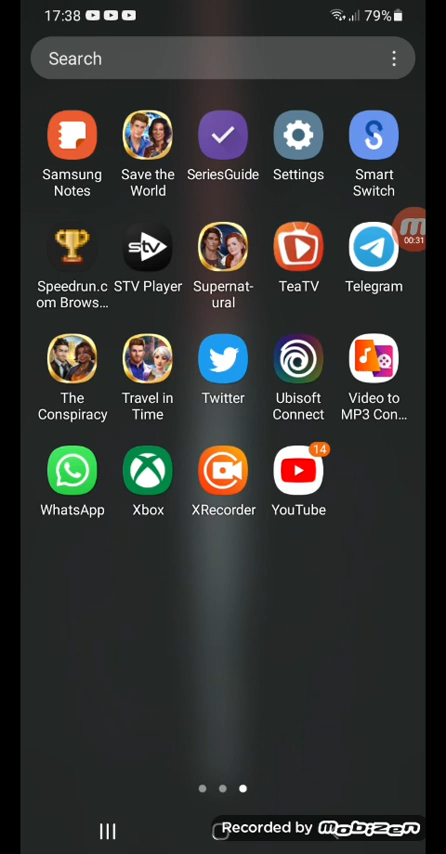 17:38
79%
Search
Samsung
Notes
Save the
World
SeriesGuide
Settings
Smart
Switch
00:31
Speedrun.c
om Brows...
STV Player
stv
Supernat-
ural
TeaTV
Telegram
The
Conspiracy
Travel in
Time
Twitter
Ubisoft
Connect
Video to
MP3 Con...
14
WhatsApp
Xbox
XRecorder
YouTube
Recorded by Mobizen